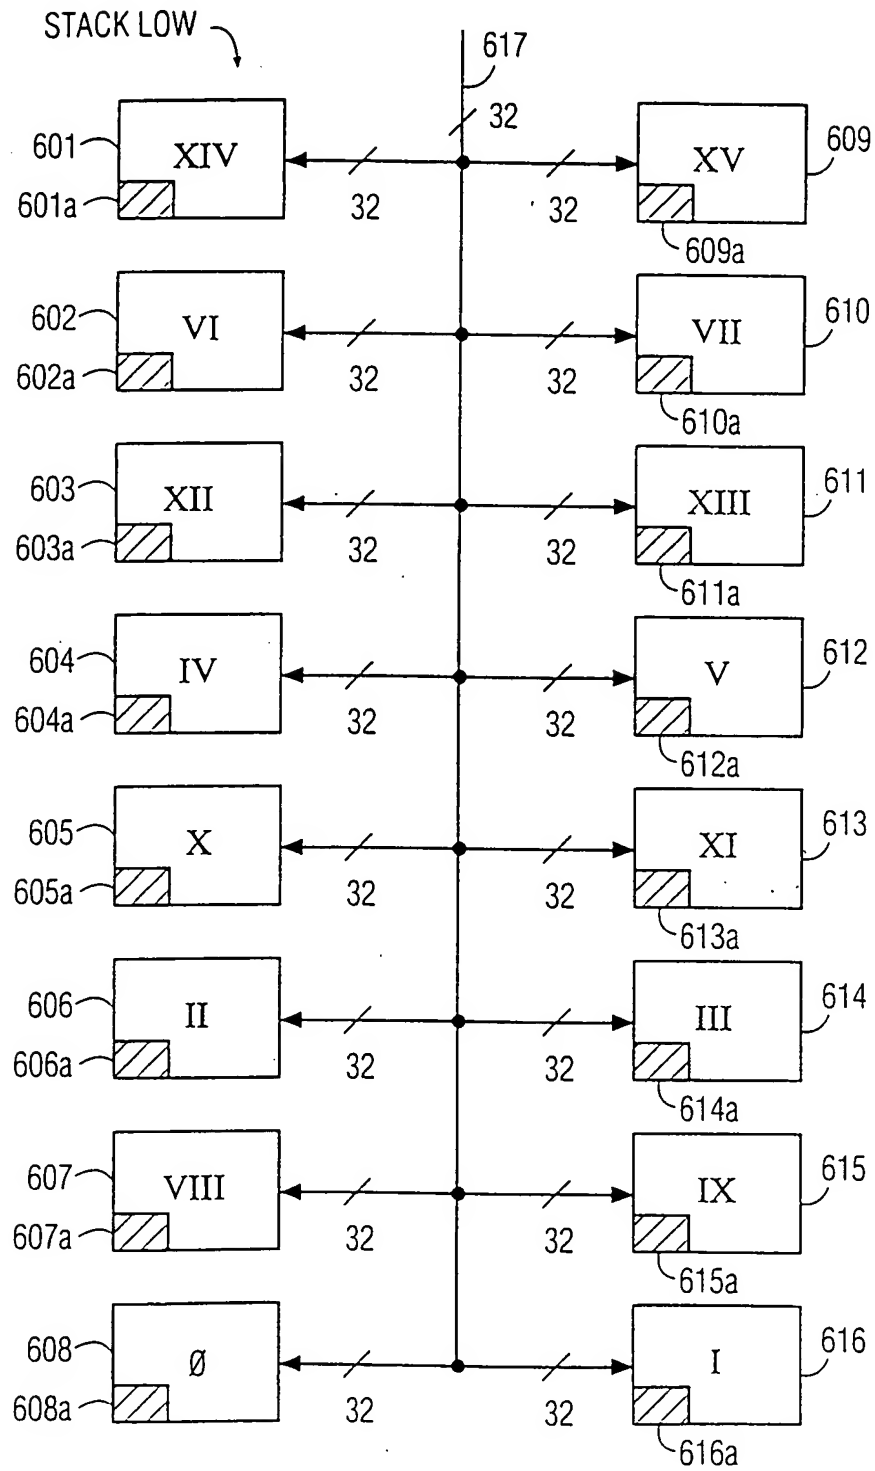 STACK LOW
617
32
601
XIV
XV
609
601a
32
32
609a
602
VI
VII
610
602a
32
32
610a
603
XII
XIII
611
603a
32
32
611a
604
IV
V
612
604a
32
32
612a
605
X
XI
613
605a
32
32
613a
606
II
III
614
606a
32
32
614a
607
VIII
IX
615
607a
32
32
615a
608
Ø
I
616
608a
32
32
616a